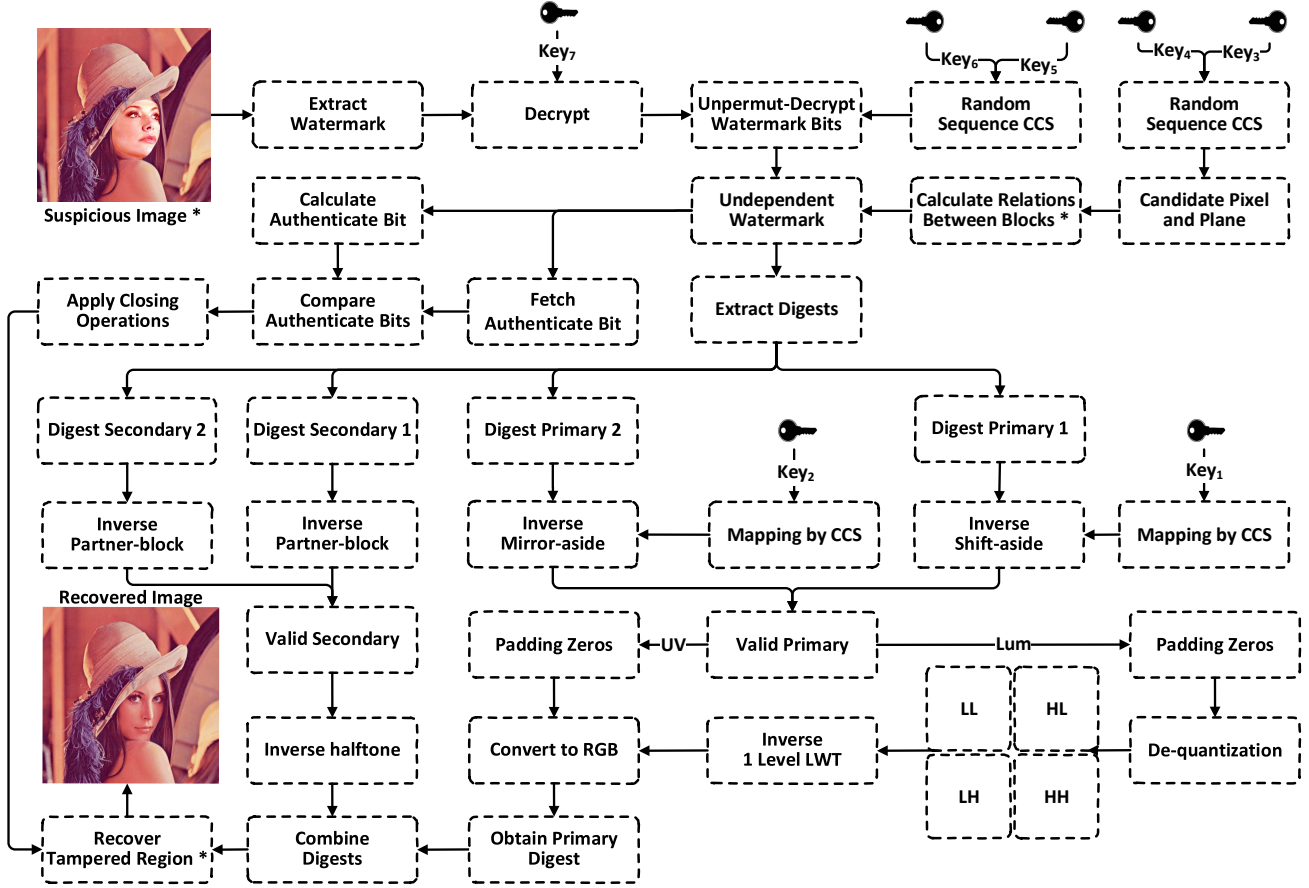 Key7
Key6
Key5
Key4
Key3
Extract
Watermark
Decrypt
Unpermut-Decrypt
Watermark Bits
Random
Sequence CCS
Random
Sequence CCS
Suspicious Image *
Calculate
Authenticate Bit
Undependent
Watermark
Calculate Relations
Between Blocks *
Candidate Pixel
and Plane
Apply Closing
Operations
Compare
Authenticate Bits
Fetch
Authenticate Bit
Extract Digests
Digest Secondary 2
Digest Secondary 1
Digest Primary 2
Digest Primary 1
Key2
Key1
Inverse
Partner-block
Inverse
Partner-block
Inverse
Mirror-aside
Mapping by CCS
Inverse
Shift-aside
Mapping by CCS
Recovered Image
Valid Secondary
Padding Zeros
UV
Valid Primary
Lum
Padding Zeros
LL
HL
Inverse halftone
Convert to RGB
Inverse
1 Level LWT
De-quantization
LH
HH
Recover
Tampered Region *
Combine
Digests
Obtain Primary
Digest